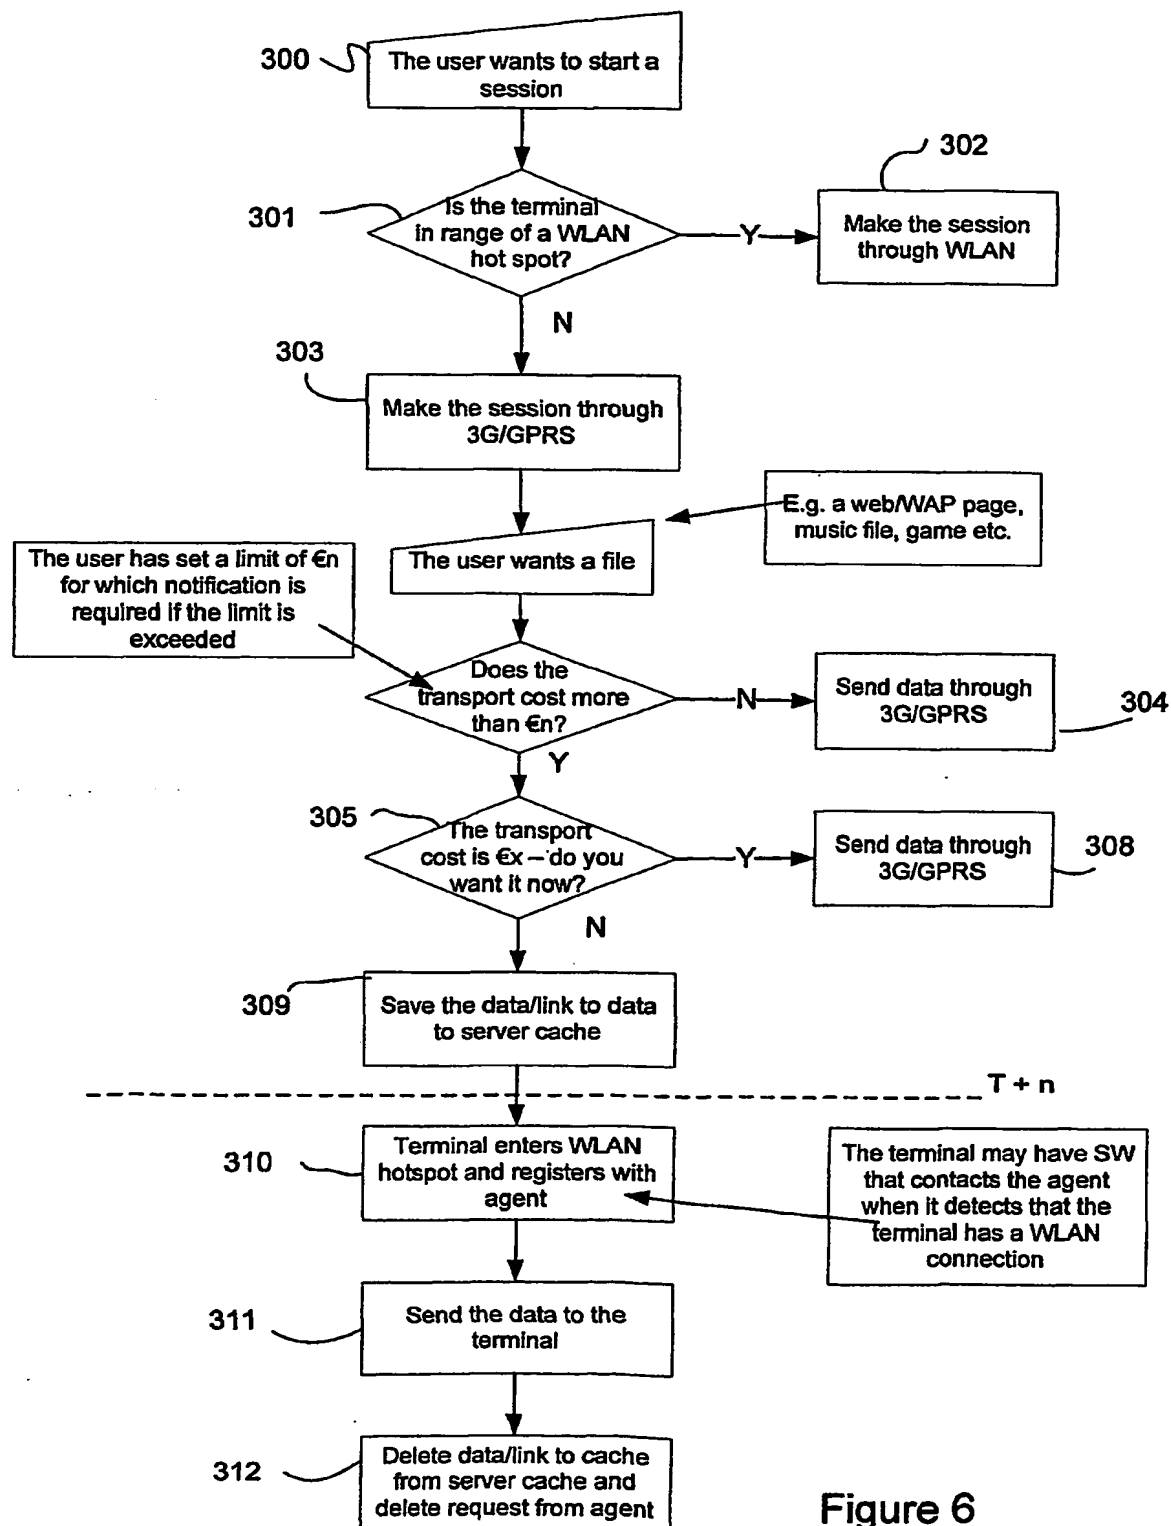 300
The user wants to start a
session
302
301
Is the terminal
in range of a WLAN
hot spot?
Y
Make the session
through WLAN
N
303
Make the session through
3G/GPRS
E.g. a web/WAP page,
music file, game etc.
The user wants a file
The user has set a limit of €n
for which notification is
required if the limit is
exceeded
Does the
transport cost more
than €n?
N
Send data through
3G/GPRS
304
Y
305
The transport
cost is €x – do you
want it now?
Y
Send data through
3G/GPRS
308
N
309
Save the data/link to data
to server cache
T + n
310
Terminal enters WLAN
hotspot and registers with
agent
The terminal may have SW
that contacts the agent
when it detects that the
terminal has a WLAN
connection
311
Send the data to the
terminal
312
Delete data/link to cache
from server cache and
delete request from agent
Figure 6